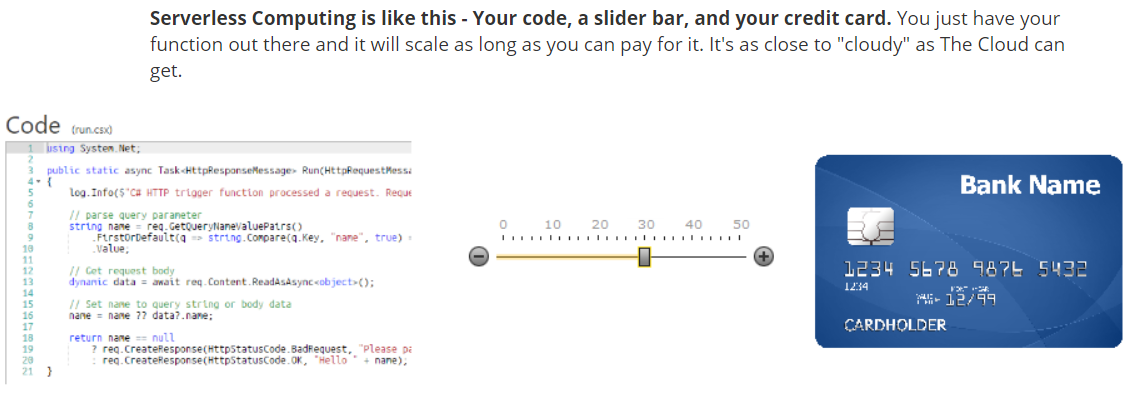 Serverless Computing is like this - Your code, a slider bar, and your credit card. You just have your
function out there and it will scale as long as you can pay for it. It's as close to "cloudy" as The Cloud can
get.
Code (run.csx)
1 using System.Net;
2
3 public static async Task<HttpResponseMessage> Run(HttpRequestMessa
4 {
5 log.Info($"C# HTTP trigger function processed a request. Reque
6
7 // parse query parameter
8 string name = req.GetQueryNameValuePairs()
9 .FirstOrDefault(q => string.Compare(q.Key, "name", true) =
10 .Value;
11
12 // Get request body
13 dynamic data = await req.Content.ReadAsAsync<object>();
14
15 // Set name to query string or body data
16 name = name ?? data?.name;
17
18 return name == null
19 ? req.CreateResponse(HttpStatusCode.BadRequest, "Please pa
20 : req.CreateResponse(HttpStatusCode.OK, "Hello " + name);
21 }
0 10 20 30 40 50
Bank Name
1234 5678 9876 5432
1234
12/99
CARDHOLDER